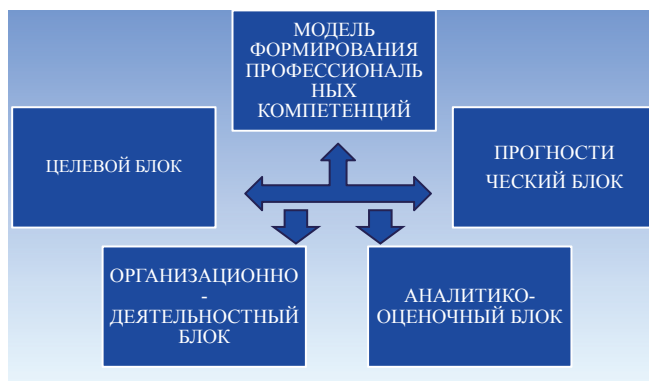 МОДЕЛЬ
ФОРМИРОВАНИЯ
ПРОФЕССИОНАЛЬ
НЫХ
КОМПЕТЕНЦИЙ
ЦЕЛЕВОЙ БЛОК
ПРОГНОСТИ
ЧЕСКИЙ БЛОК
ОРГАНИЗАЦИОННО
-
ДЕЯТЕЛЬНОСТНЫЙ
БЛОК
АНАЛИТИКО-
ОЦЕНОЧНЫЙ БЛОК